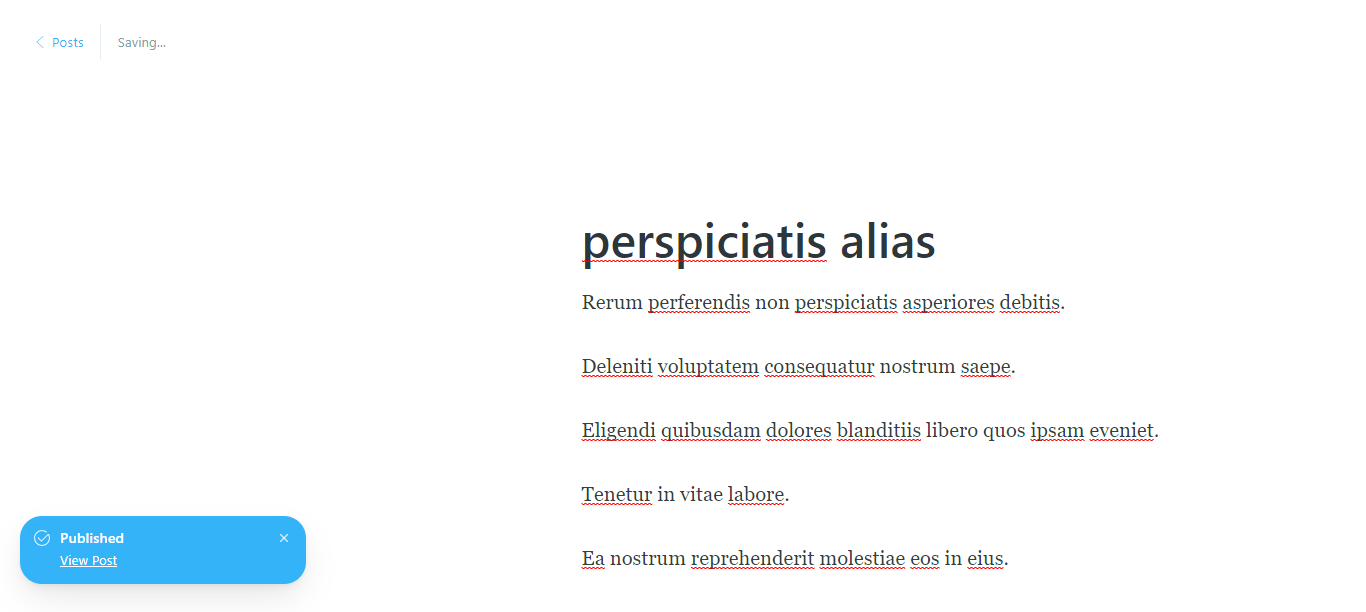 Posts
Saving...
perspiciatis alias
Rerum perferendis non perspiciatis asperiores debitis.
Deleniti voluptatem consequatur nostrum saepe.
Eligendi quibusdam dolores blanditiis libero quos ipsam eveniet.
Tenetur in vitae labore.
Ea nostrum reprehenderit molestiae eos in eius.
Published
View Post